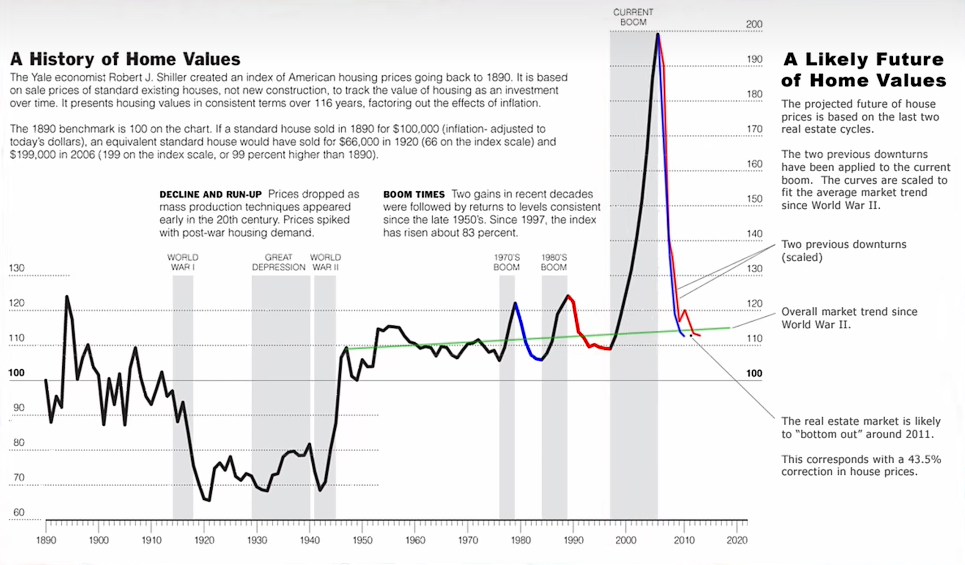 CURRENT
BOOM
A History of Home Values
The Yale economist Robert J. Shiller created an index of American housing prices going back to 1890. It is based
on sale prices of standard existing houses, not new construction, to track the value of housing as an investment
over time. It presents housing values in consistent terms over 116 years, factoring out the effects of inflation.
The 1890 benchmark is 100 on the chart. If a standard house sold in 1890 for $100,000 (inflation- adjusted to
today's dollars), an equivalent standard house would have sold for $66,000 in 1920 (66 on the index scale) and
$199,000 in 2006 (199 on the index scale, or 99 percent higher than 1890).
DECLINE AND RUN-UP Prices dropped as
mass production techniques appeared
early in the 20th century. Prices spiked
with post-war housing demand.
BOOM TIMES Two gains in recent decades
were followed by returns to levels consistent
since the late 1950's. Since 1997, the index
has risen about 83 percent.
WORLD
WAR I
GREAT
DEPRESSION
WORLD
WAR II
1970'S
BOOM
1980'S
BOOM
130
120
110
100
90
80
70
60
200
190
180
170
160
150
140
130
120
110
100
1890
1900
1910
1920
1930
1940
1950
1960
1970
1980
1990
2000
2010
2020
A Likely Future
of Home Values
The projected future of house
prices is based on the last two
real estate cycles.
The two previous downturns
have been applied to the current
boom. The curves are scaled to
fit the average market trend
since World War II.
Two previous downturns
(scaled)
Overall market trend since
World War II.
The real estate market is likely
to "bottom out" around 2011.
This corresponds with a 43.5%
correction in house prices.